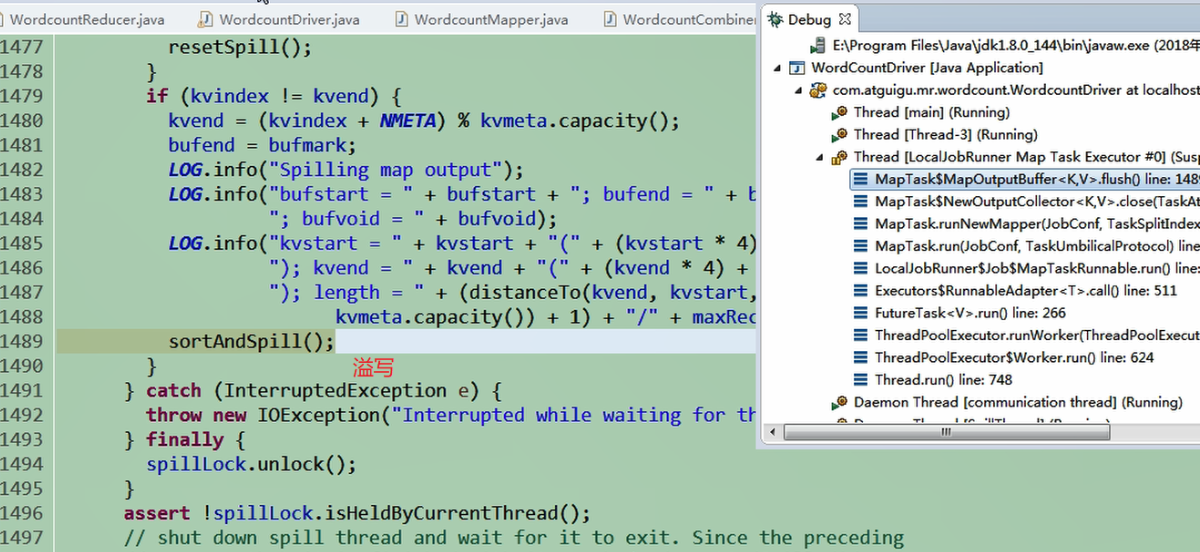 WordcountReducer.java WordcountDriver.java WordcountMapper.java WordcountCombine
1477 resetSpill();
1478 }
1479 if (kvindex != kvend) {
1480 kvend = (kvindex + NMETA) % kvmeta.capacity();
1481 bufend = bufmark;
1482 LOG.info("Spilling map output");
1483 LOG.info("bufstart = " + bufstart + "; bufend = " + b
1484 "; bufvoid = " + bufvoid);
1485 LOG.info("kvstart = " + kvstart + "(" + (kvstart * 4)
1486 "); kvend = " + kvend + "(" + (kvend * 4) +
1487 "); length = " + (distanceTo(kvend, kvstart,
1488 kvmeta.capacity()) + 1) + "/" + maxRec
1489 sortAndSpill();
1490 } 溢写
1491 } catch (InterruptedException e) {
1492 throw new IOException("Interrupted while waiting for th
1493 } finally {
1494 spillLock.unlock();
1495 }
1496 assert !spillLock.isHeldByCurrentThread();
1497 // shut down spill thread and wait for it to exit. Since the preceding
Debug
E:\Program Files\Java\jdk1.8.0_144\bin\javaw.exe (2018年
WordCountDriver [Java Application]
com.atguigu.mr.wordcount.WordcountDriver at localhost
Thread [main] (Running)
Thread [Thread-3] (Running)
Thread [LocalJobRunner Map Task Executor #0] (Sus
MapTask$MapOutputBuffer<K,V>.flush() line: 1489
MapTask$NewOutputCollector<K,V>.close(TaskAt
MapTask.runNewMapper(JobConf, TaskSplitIndex
MapTask.run(JobConf, TaskUmbilicalProtocol) line
LocalJobRunner$Job$MapTaskRunnable.run() line:
Executors$RunnableAdapter<T>.call() line: 511
FutureTask<V>.run() line: 266
ThreadPoolExecutor.runWorker(ThreadPoolExecut
ThreadPoolExecutor$Worker.run() line: 624
Thread.run() line: 748
Daemon Thread [communication thread] (Running)